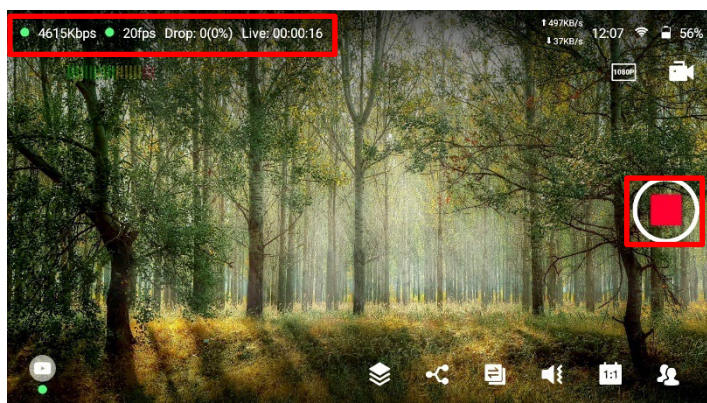 4615Kbps 20fps Drop: 0(0%) Live: 00:00:16
↑497KB/s
↓37KB/s
12:07 56%
1080P
1:1